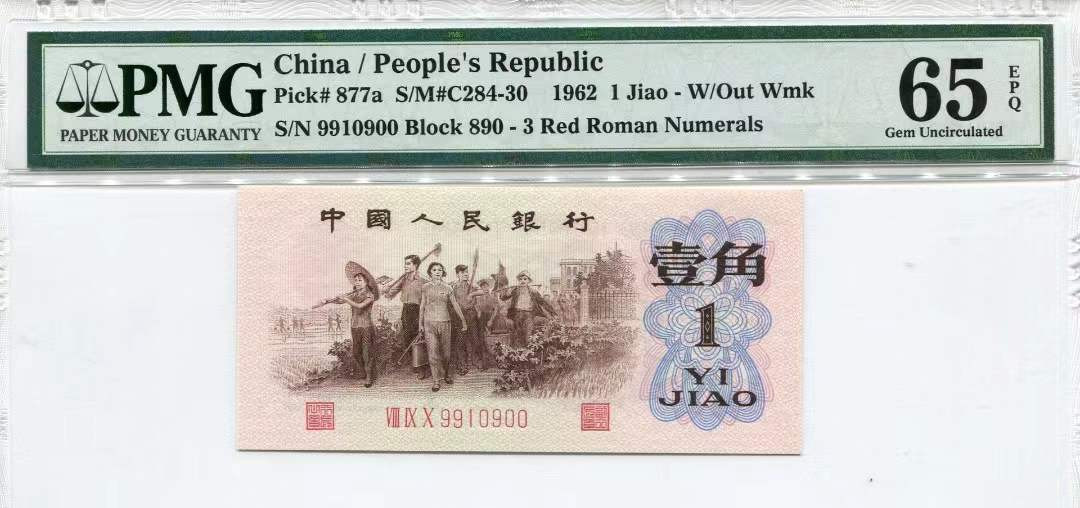 PMG
PAPER MONEY GUARANTY
China / People's Republic
Pick# 877a S/M#C284-30 1962 1 Jiao - W/Out Wmk
S/N 9910900 Block 890 - 3 Red Roman Numerals
65 EPQ
Gem Uncirculated
中國人民銀行
壹角
1
YI
JIAO
VIII IX X 9910900